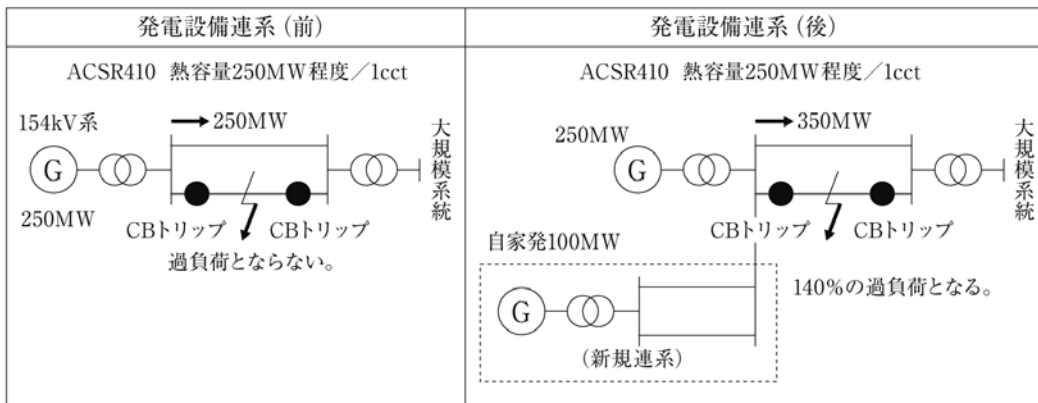 発電設備連系 (前)
ACSR410 熱容量250MW程度/1cct
154kV系
250MW
G
250MW
CBトリップ
CBトリップ
過負荷とならない。
大規模系統
発電設備連系 (後)
ACSR410 熱容量250MW程度/1cct
350MW
250MW
G
CBトリップ
CBトリップ
大規模系統
自家発100MW
140%の過負荷となる。
G
(新規連系)